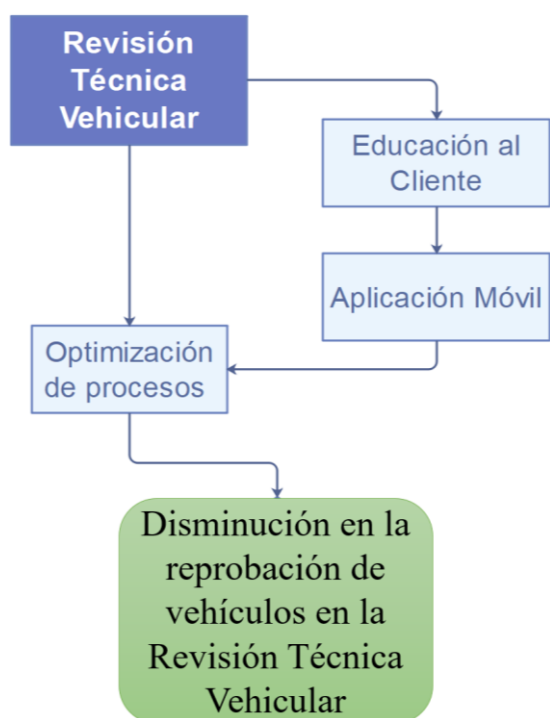 Revisión
Técnica
Vehicular
Educación al
Cliente
Aplicación Móvil
Optimización
de procesos
Disminución en la
reprobación de
vehículos en la
Revisión Técnica
Vehicular